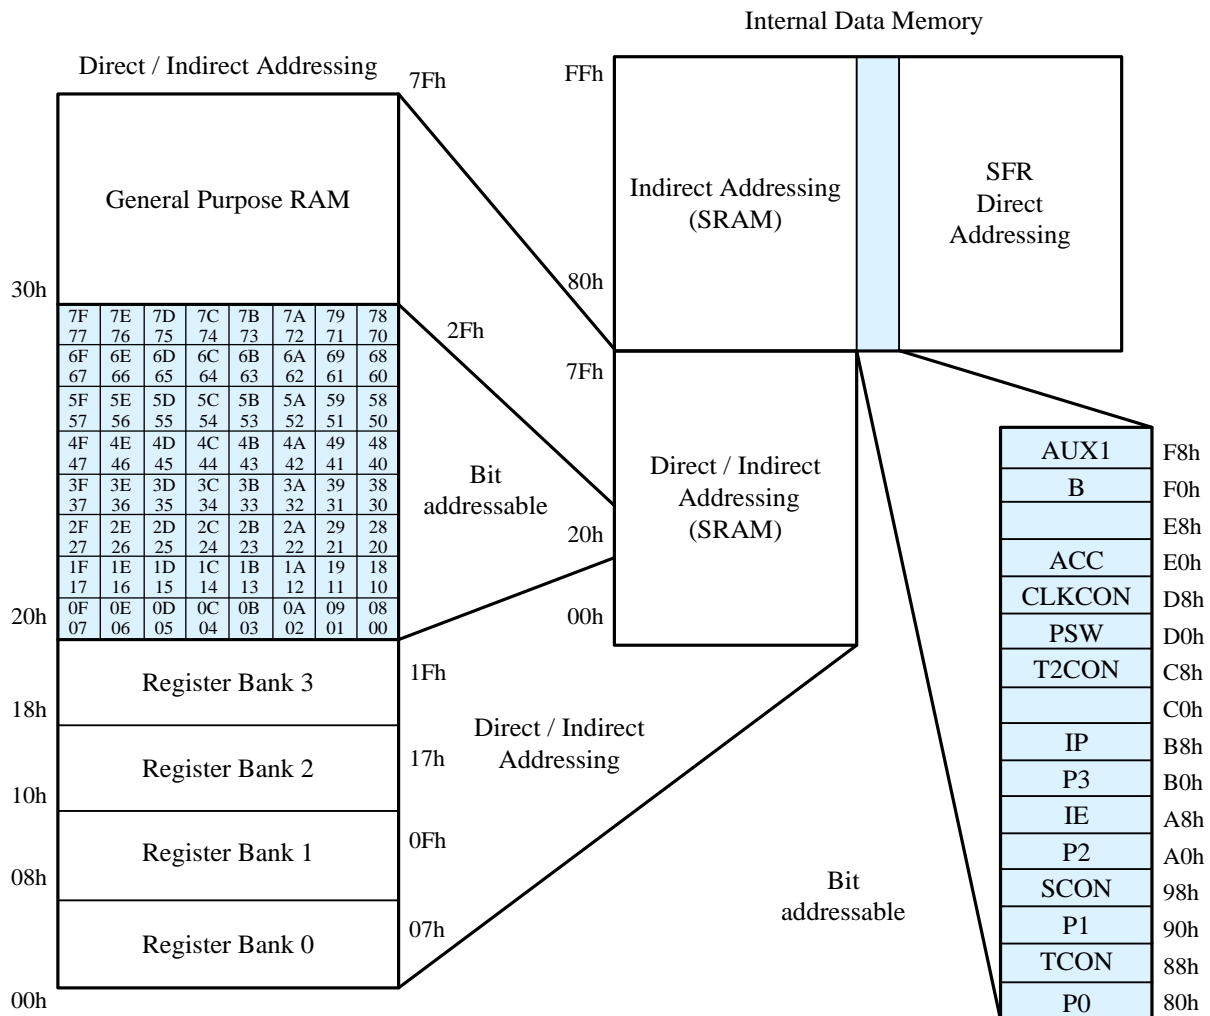 Internal Data Memory
Direct / Indirect Addressing
7Fh
General Purpose RAM
30h
7F 7E 7D 7C 7B 7A 79 78
77 76 75 74 73 72 71 70
6F 6E 6D 6C 6B 6A 69 68
67 66 65 64 63 62 61 60
5F 5E 5D 5C 5B 5A 59 58
57 56 55 54 53 52 51 50
4F 4E 4D 4C 4B 4A 49 48
47 46 45 44 43 42 41 40
3F 3E 3D 3C 3B 3A 39 38
37 36 35 34 33 32 31 30
2F 2E 2D 2C 2B 2A 29 28
27 26 25 24 23 22 21 20
1F 1E 1D 1C 1B 1A 19 18
17 16 15 14 13 12 11 10
0F 0E 0D 0C 0B 0A 09 08
07 06 05 04 03 02 01 00
2Fh
Bit
addressable
20h
Register Bank 3
1Fh
18h
Register Bank 2
17h
10h
Register Bank 1
0Fh
08h
Register Bank 0
07h
00h
Direct / Indirect
Addressing
FFh
Indirect Addressing
(SRAM)
80h
SFR
Direct
Addressing
7Fh
Direct / Indirect
Addressing
(SRAM)
20h
00h
Bit
addressable
AUX1 F8h
B F0h
E8h
ACC E0h
CLKCON D8h
PSW D0h
T2CON C8h
C0h
IP B8h
P3 B0h
IE A8h
P2 A0h
SCON 98h
P1 90h
TCON 88h
P0 80h